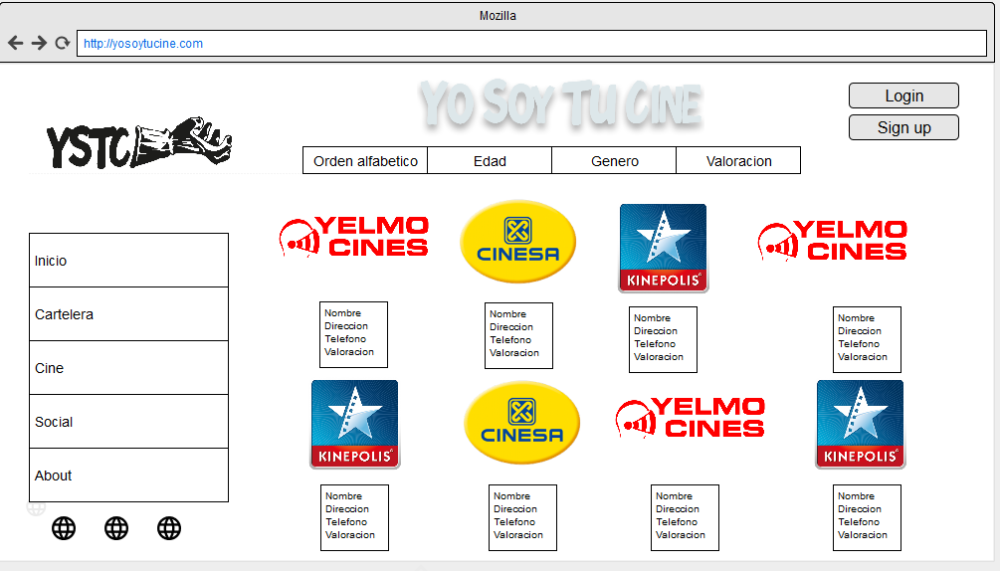 Mozilla
http://yosoytucine.com
YO SOY TU CINE
Login
Sign up
YSTC
Orden alfabetico Edad Genero Valoracion
Inicio
Cartelera
Cine
Social
About
YELMO
CINES
CINESA
KINEPOLIS
YELMO
CINES
Nombre
Direccion
Telefono
Valoracion
Nombre
Direccion
Telefono
Valoracion
Nombre
Direccion
Telefono
Valoracion
Nombre
Direccion
Telefono
Valoracion
KINEPOLIS
CINESA
YELMO
CINES
KINEPOLIS
Nombre
Direccion
Telefono
Valoracion
Nombre
Direccion
Telefono
Valoracion
Nombre
Direccion
Telefono
Valoracion
Nombre
Direccion
Telefono
Valoracion